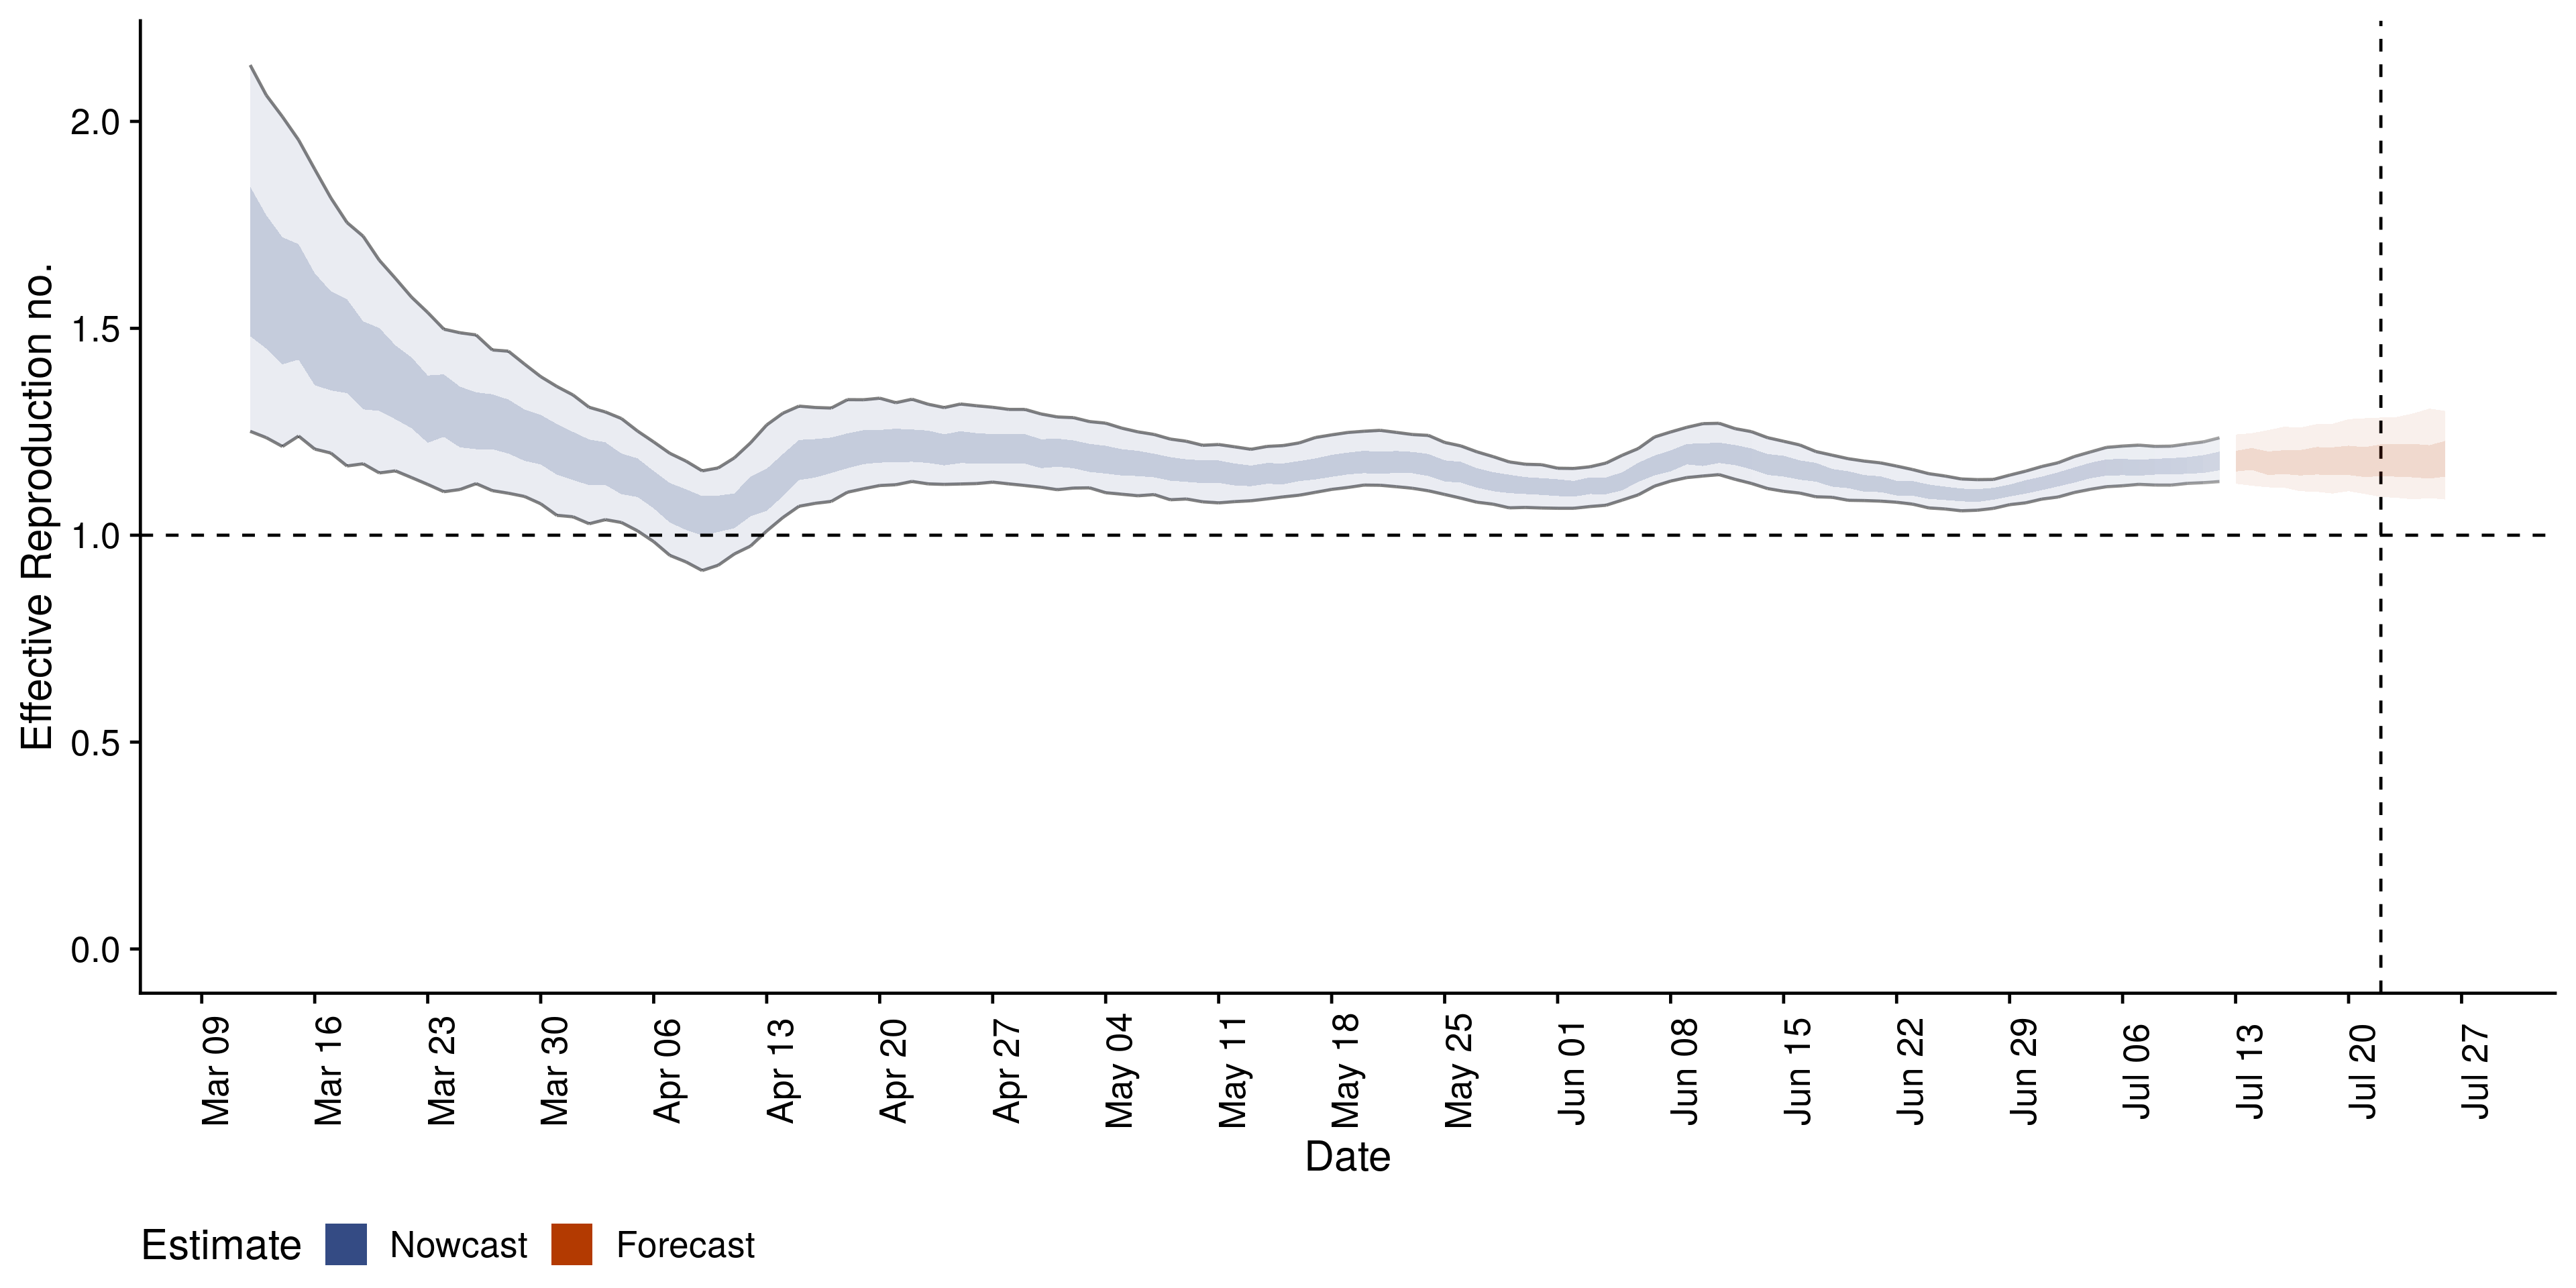 Effective Reproduction no.
2.0
1.5
1.0
0.5
0.0
Mar 09
Mar 16
Mar 23
Mar 30
Apr 06
Apr 13
Apr 20
Apr 27
May 04
May 11
May 18
May 25
Jun 01
Jun 08
Jun 15
Jun 22
Jun 29
Jul 06
Jul 13
Jul 20
Jul 27
Date
Estimate Nowcast Forecast